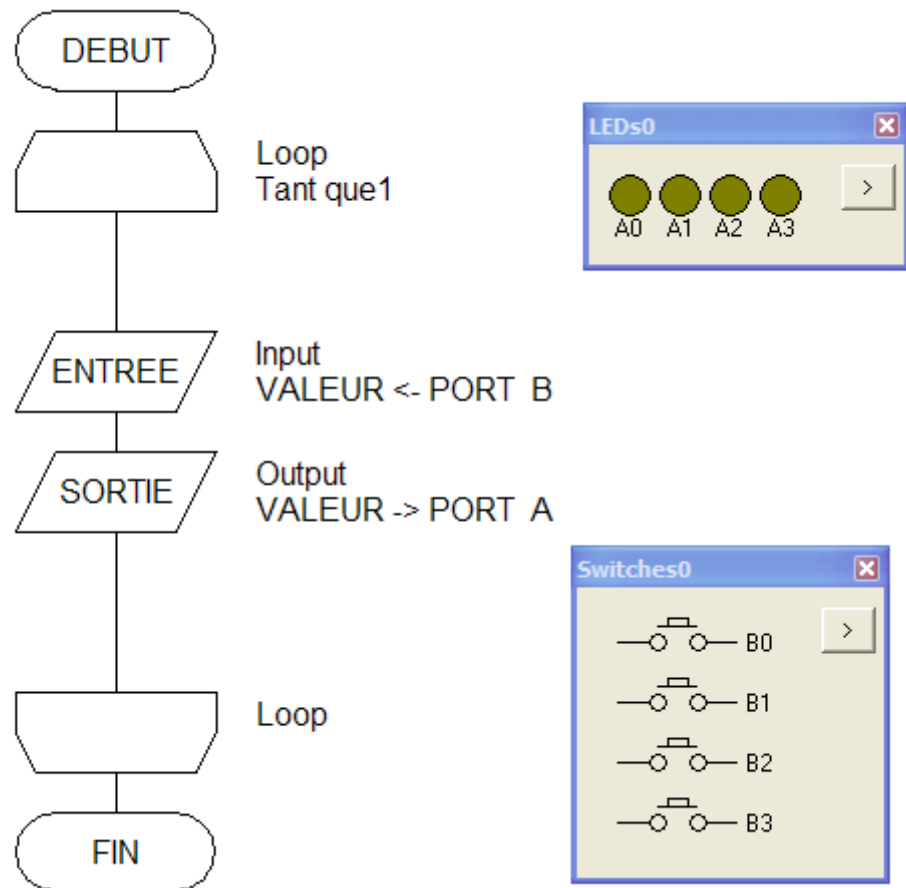 DEBUT
Loop
Tant que1
ENTREE
Input
VALEUR <- PORT B
SORTIE
Output
VALEUR -> PORT A
Loop
FIN
LEDs0
>
A0 A1 A2 A3
Switches0
>
B0
B1
B2
B3